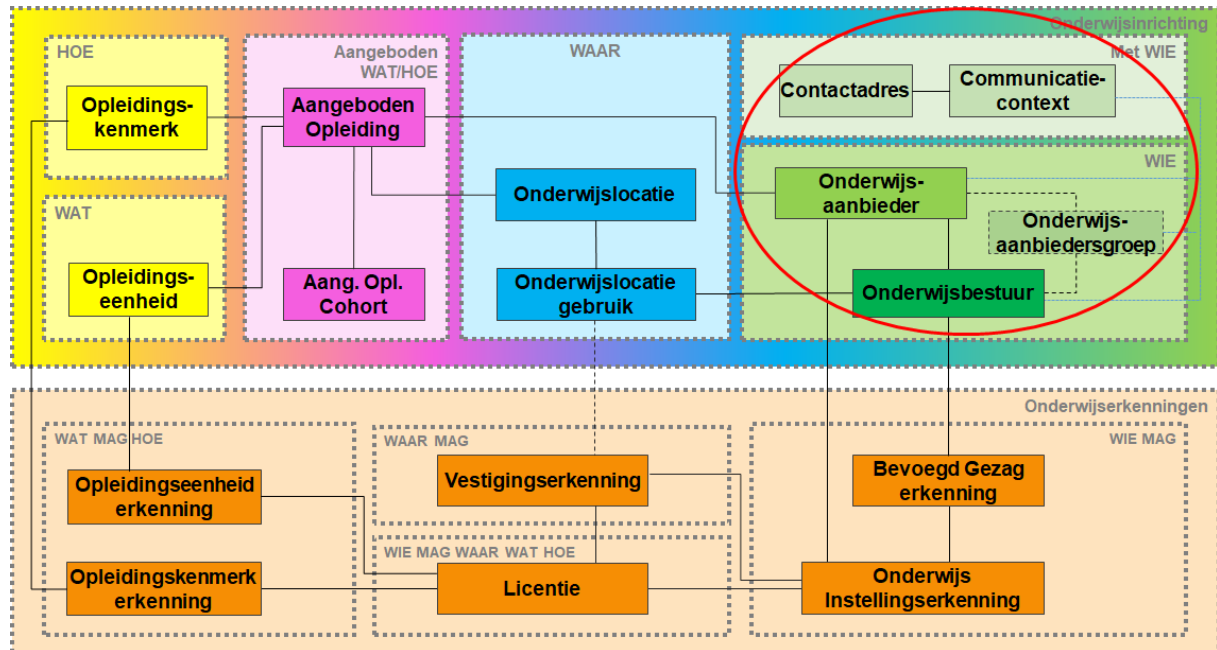 Onderwijsinrichting
HOE
Opleidings-
kenmerk
WAT
Opleidings-
eenheid
Aangeboden
WAT/HOE
Aangeboden
Opleiding
Aang. Opl.
Cohort
WAAR
Onderwijslocatie
Onderwijslocatie
gebruik
Met WIE
Contactadres
Communicatie-
context
WIE
Onderwijs-
aanbieder
Onderwijs-
aanbiedersgroep
Onderwijsbestuur
Onderwijserkenningen
WAT MAG HOE
Opleidingseenheid
erkenning
Opleidingskenmerk
erkenning
WAAR MAG
Vestigingserkenning
WIE MAG WAAR WAT HOE
Licentie
WIE MAG
Bevoegd Gezag
erkenning
Onderwijs
Instellingserkenning